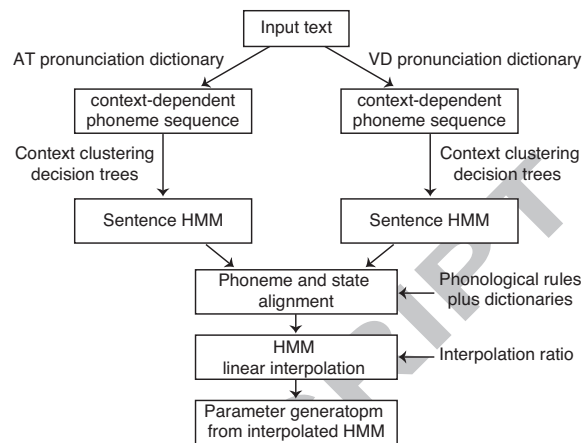 Input text
AT pronunciation dictionary
VD pronunciation dictionary
context-dependent
phoneme sequence
context-dependent
phoneme sequence
Context clustering
decision trees
Context clustering
decision trees
Sentence HMM
Sentence HMM
Phoneme and state
alignment
Phonological rules
plus dictionaries
HMM
linear interpolation
Interpolation ratio
Parameter generatopm
from interpolated HMM
SCRIPT